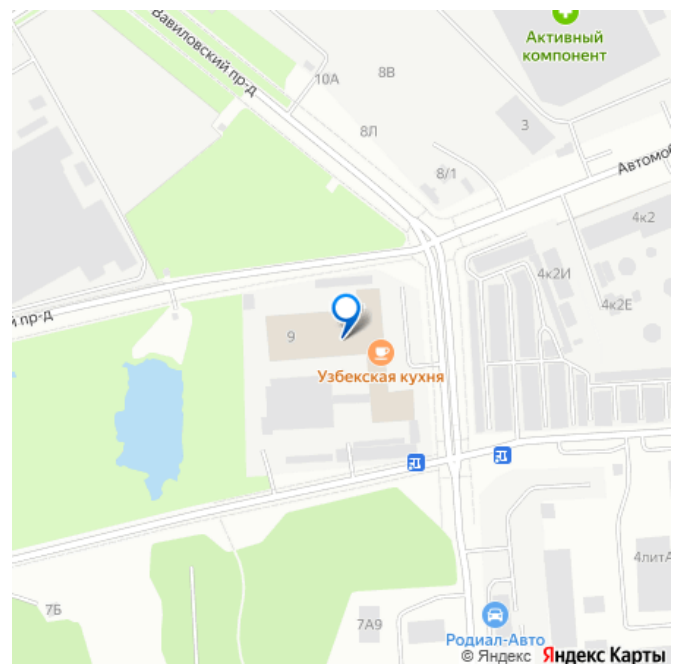 Активный
компонент
Вавиловский пр-д
10А
8В
8Л
3
8/1
Автомоб
4к2
4к2И
4к2Е
й пр-д
9
Узбекская кухня
4литА
7Б
7А9
Родиал-Авто
© Яндекс Яндекс Карты